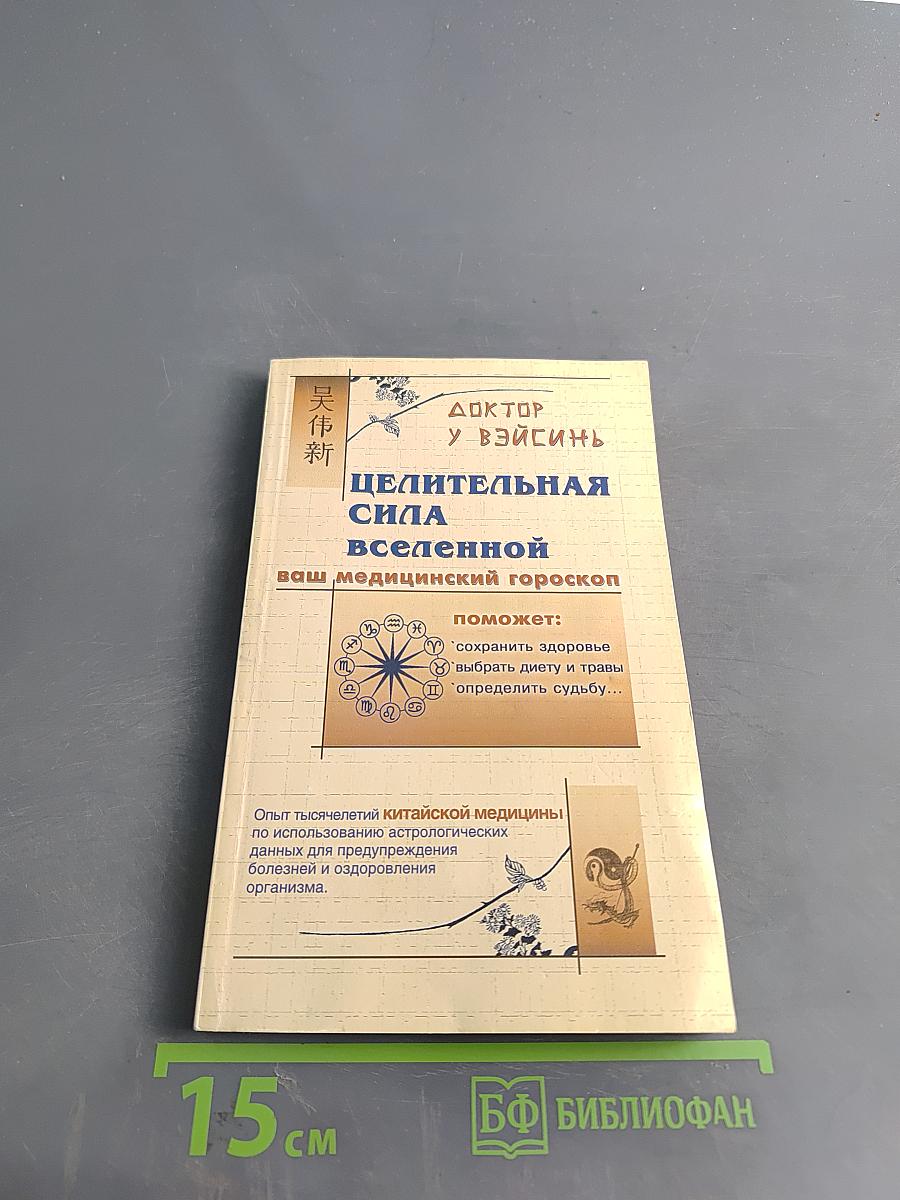 吴伟新
ДОКТОР
У ВЭЙСИНЬ
ЦЕЛИТЕЛЬНАЯ
СИЛА
ВСЕЛЕННОЙ
ваш медицинский гороскоп
поможет:
`сохранить здоровье
`выбрать диету и травы
`определить судьбу...
Опыт тысячелетий китайской медицины
по использованию астрологических
данных для предупреждения
болезней и оздоровления
организма.
15 см
БФ БИБЛИОФАН